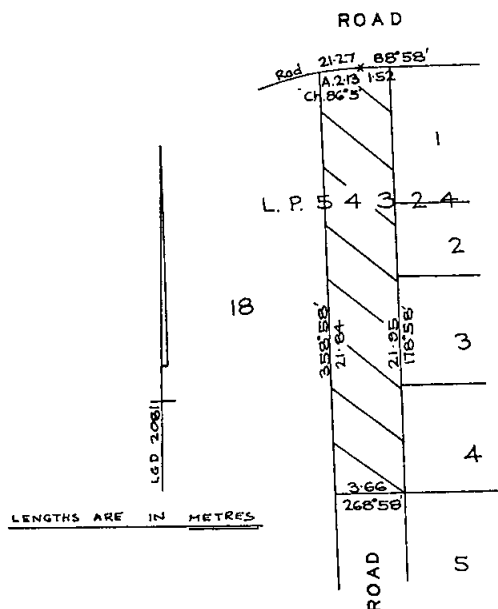 ROAD
Rad 21·27 88°58'
A.2·13 1·52
Ch.86°5'
1
L. P. 5 4 3 2 4
2
18
358°58'
21·84
21·95
178°58'
3
4
LGD 2081
3·66
268°58'
LENGTHS ARE IN METRES
ROAD
5